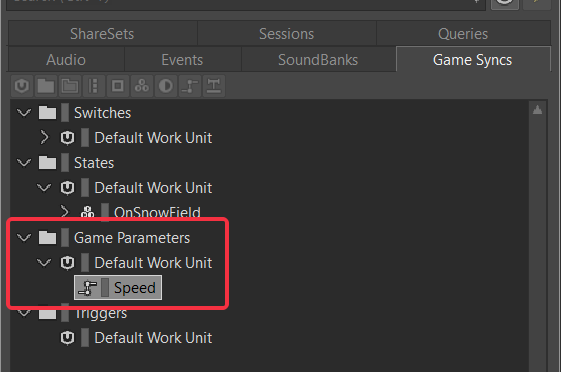 ShareSets Sessions Queries
Audio Events SoundBanks Game Syncs
Switches
Default Work Unit
States
Default Work Unit
OnSnowField
Game Parameters
Default Work Unit
Speed
Triggers
Default Work Unit